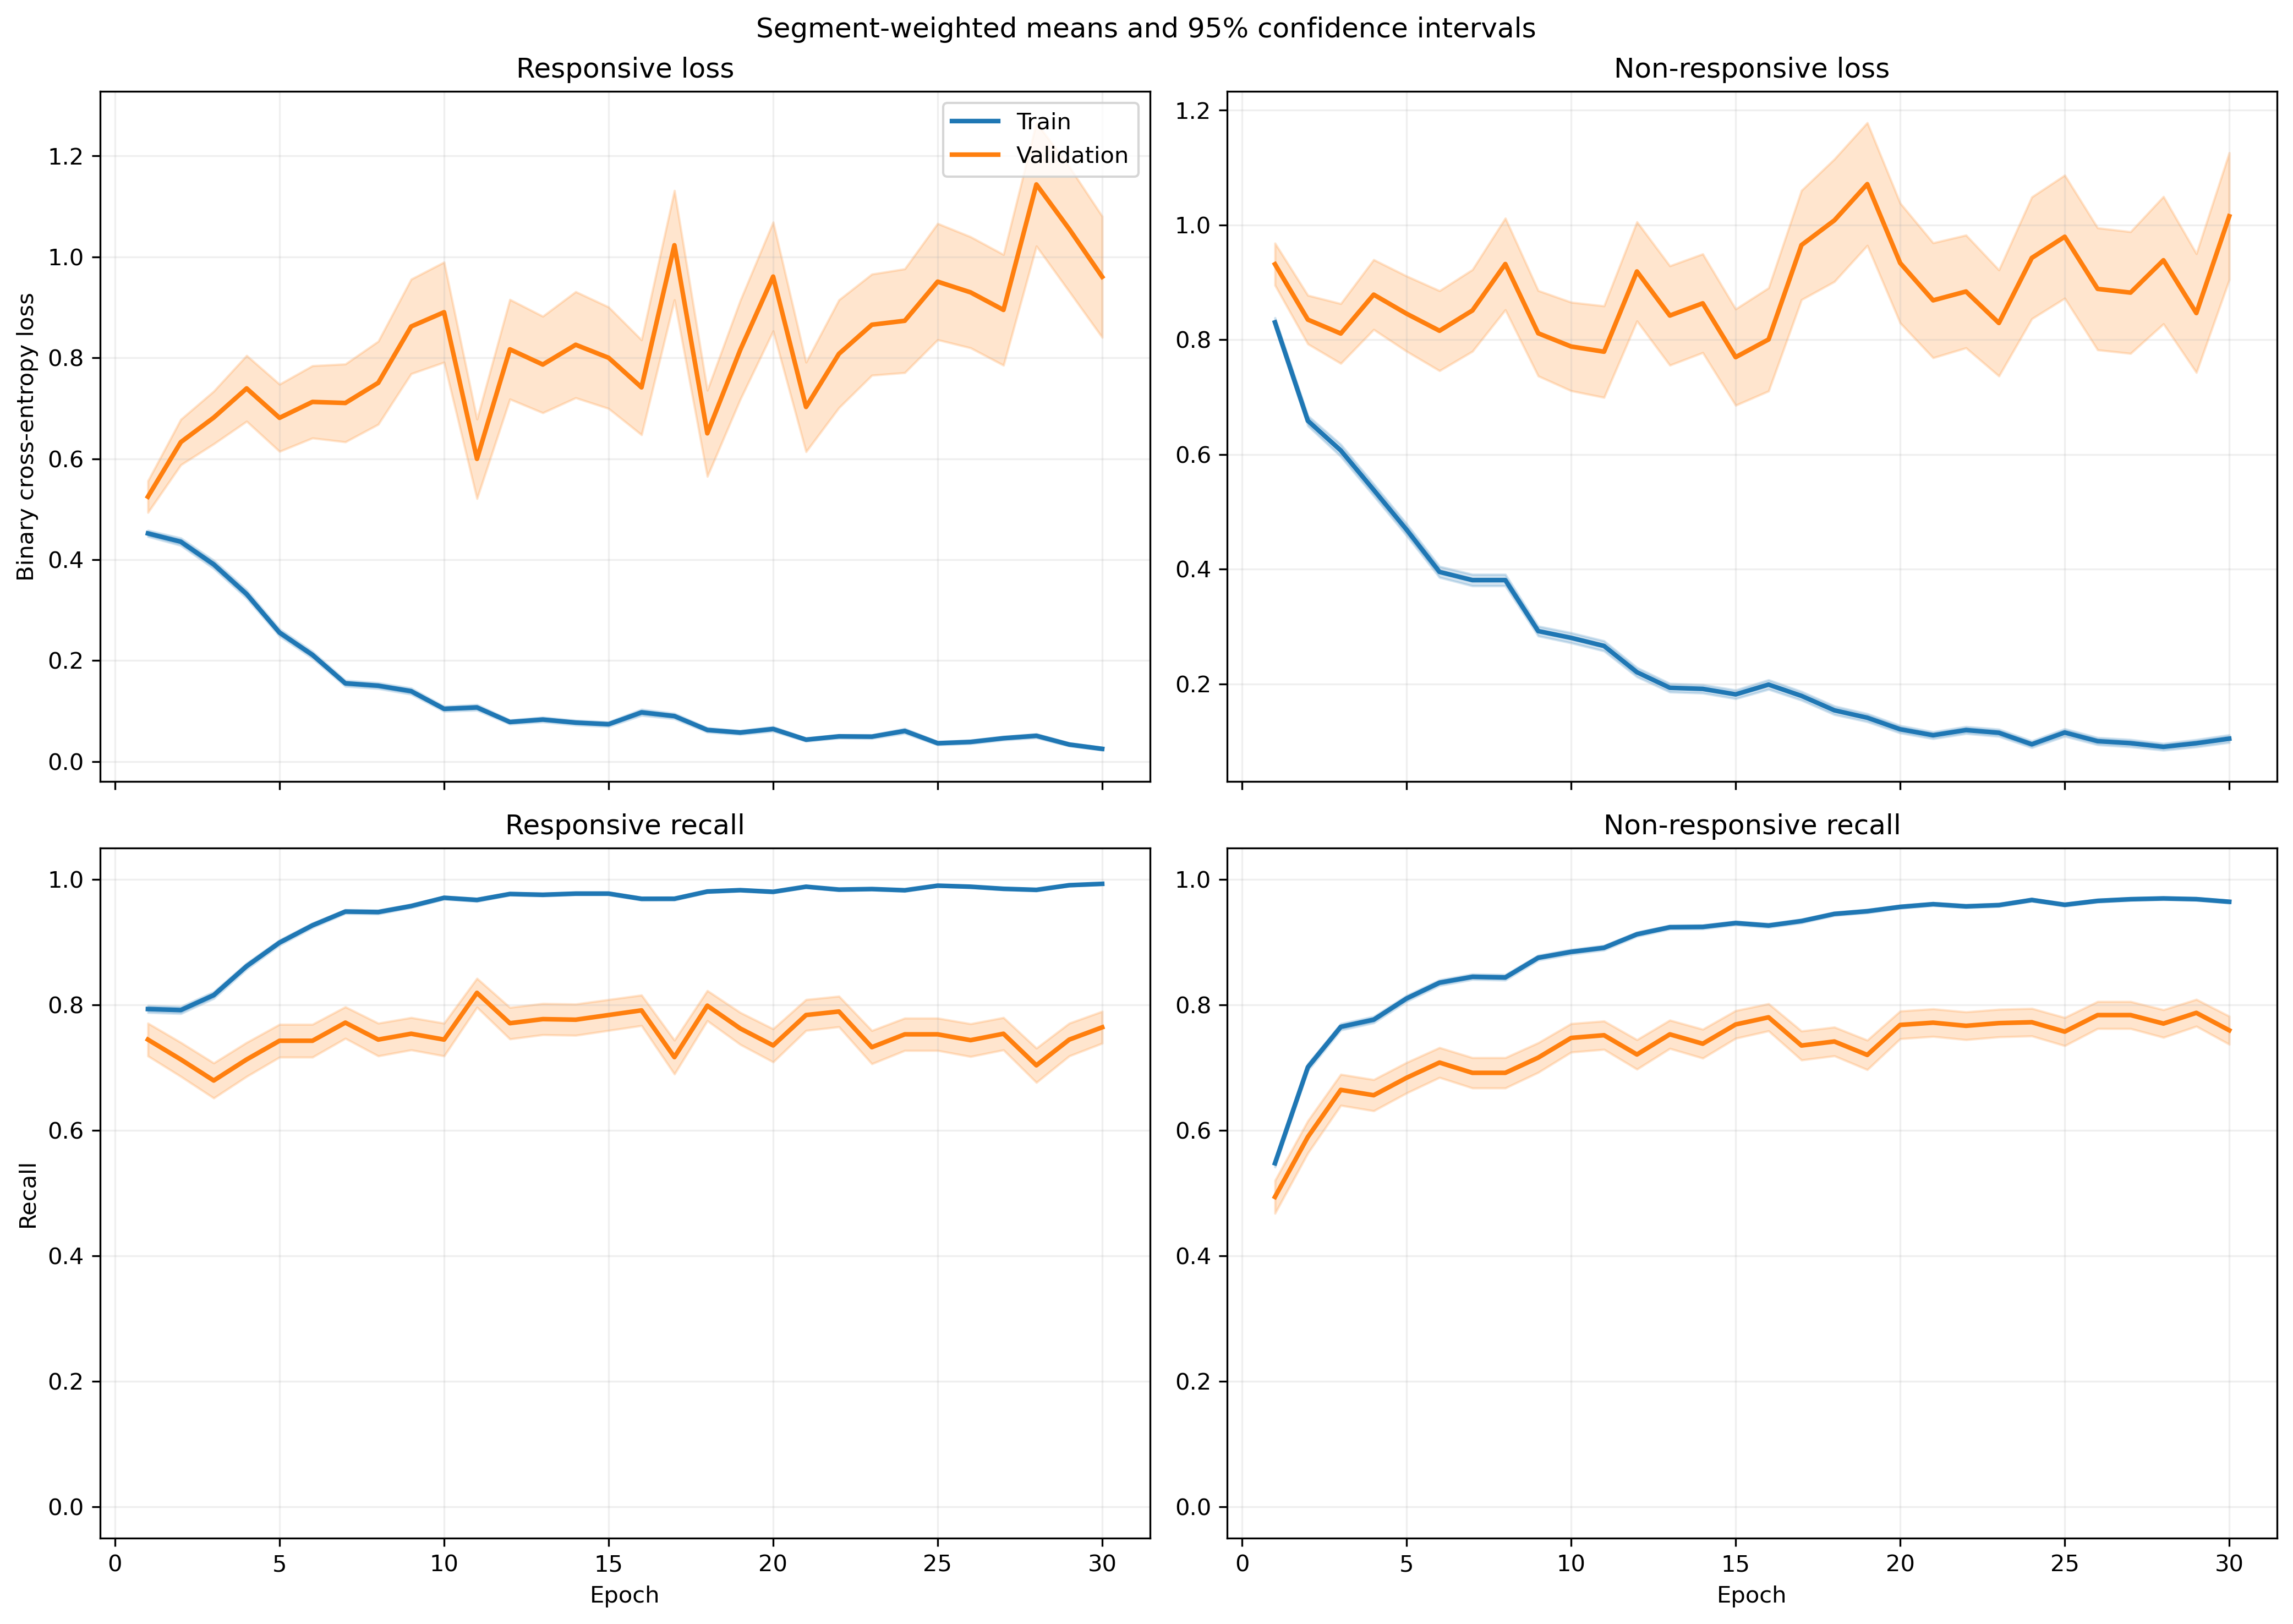 Segment-weighted means and 95% confidence intervals
Responsive loss
Non-responsive loss
Train
Validation
Binary cross-entropy loss
1.2
1.0
0.8
0.6
0.4
0.2
0.0
1.2
1.0
0.8
0.6
0.4
0.2
Responsive recall
Non-responsive recall
Recall
1.0
0.8
0.6
0.4
0.2
0.0
1.0
0.8
0.6
0.4
0.2
0.0
0 5 10 15 20 25 30
0 5 10 15 20 25 30
Epoch
Epoch